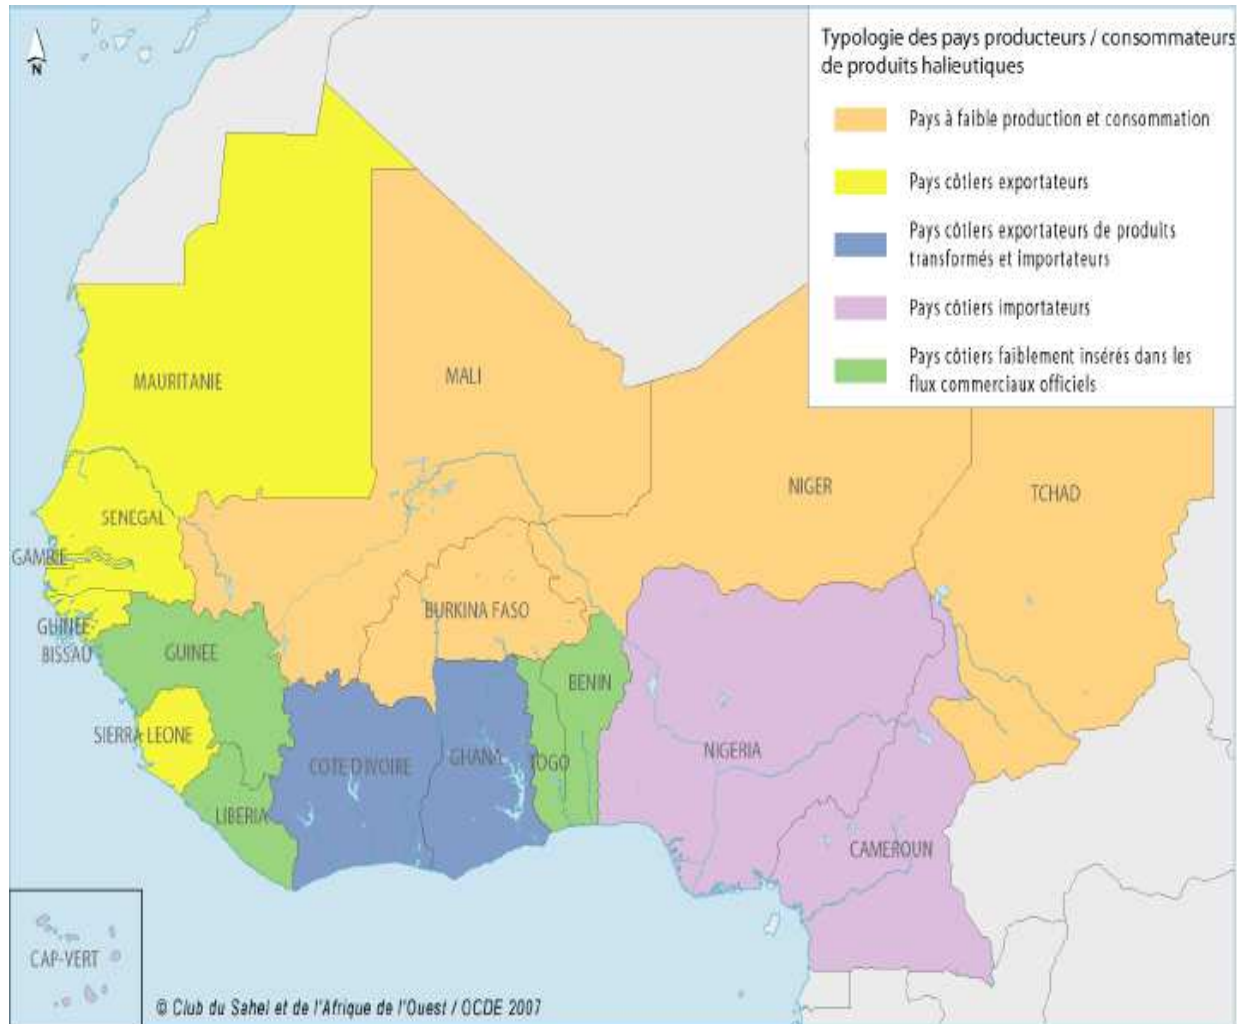 N
Typologie des pays producteurs / consommateurs
de produits halieutiques
Pays à faible production et consommation
Pays côtiers exportateurs
Pays côtiers exportateurs de produits
transformés et importateurs
Pays côtiers importateurs
Pays côtiers faiblement insérés dans les
flux commerciaux officiels
MAURITANIE
MALI
NIGER
TCHAD
SENEGAL
GAMBIE
BURKINA FASO
GUINEE-
BISSAU
GUINEE
BENIN
SIERRA LEONE
COTE D'IVOIRE
GHANA
TOGO
NIGERIA
LIBERIA
CAMEROUN
CAP-VERT
© Club du Sahel et de l'Afrique de l'Ouest / OCDE 2007